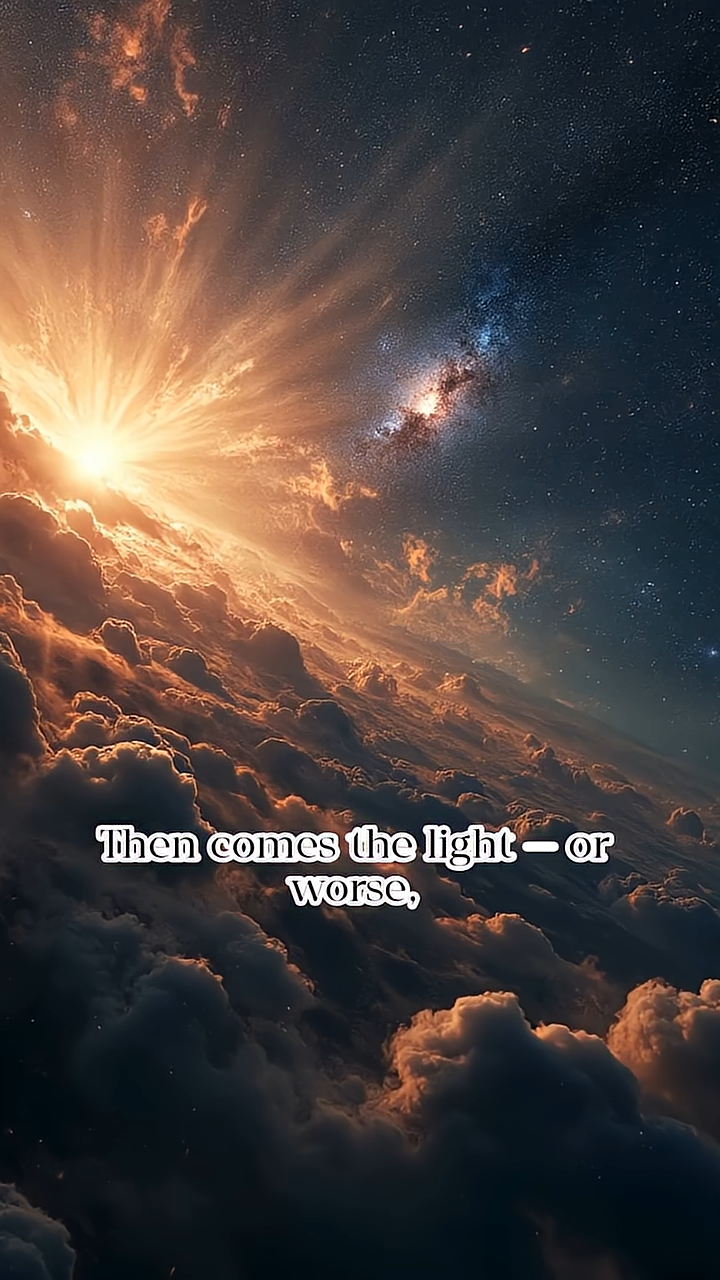 Then comes the light — or
worse,